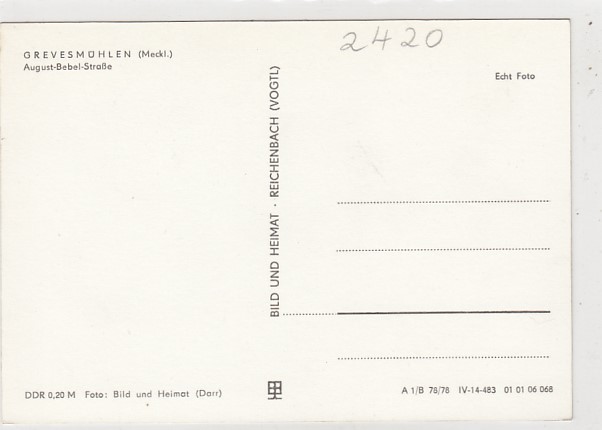 GREVESMÜHLEN (Meckl.)
August-Bebel-Straße
2420
Echt Foto
BILD UND HEIMAT · REICHENBACH (VOGTL)
DDR 0,20 M Foto: Bild und Heimat (Darr)
A 1/B 78/78 IV-14-483 01 01 06 068